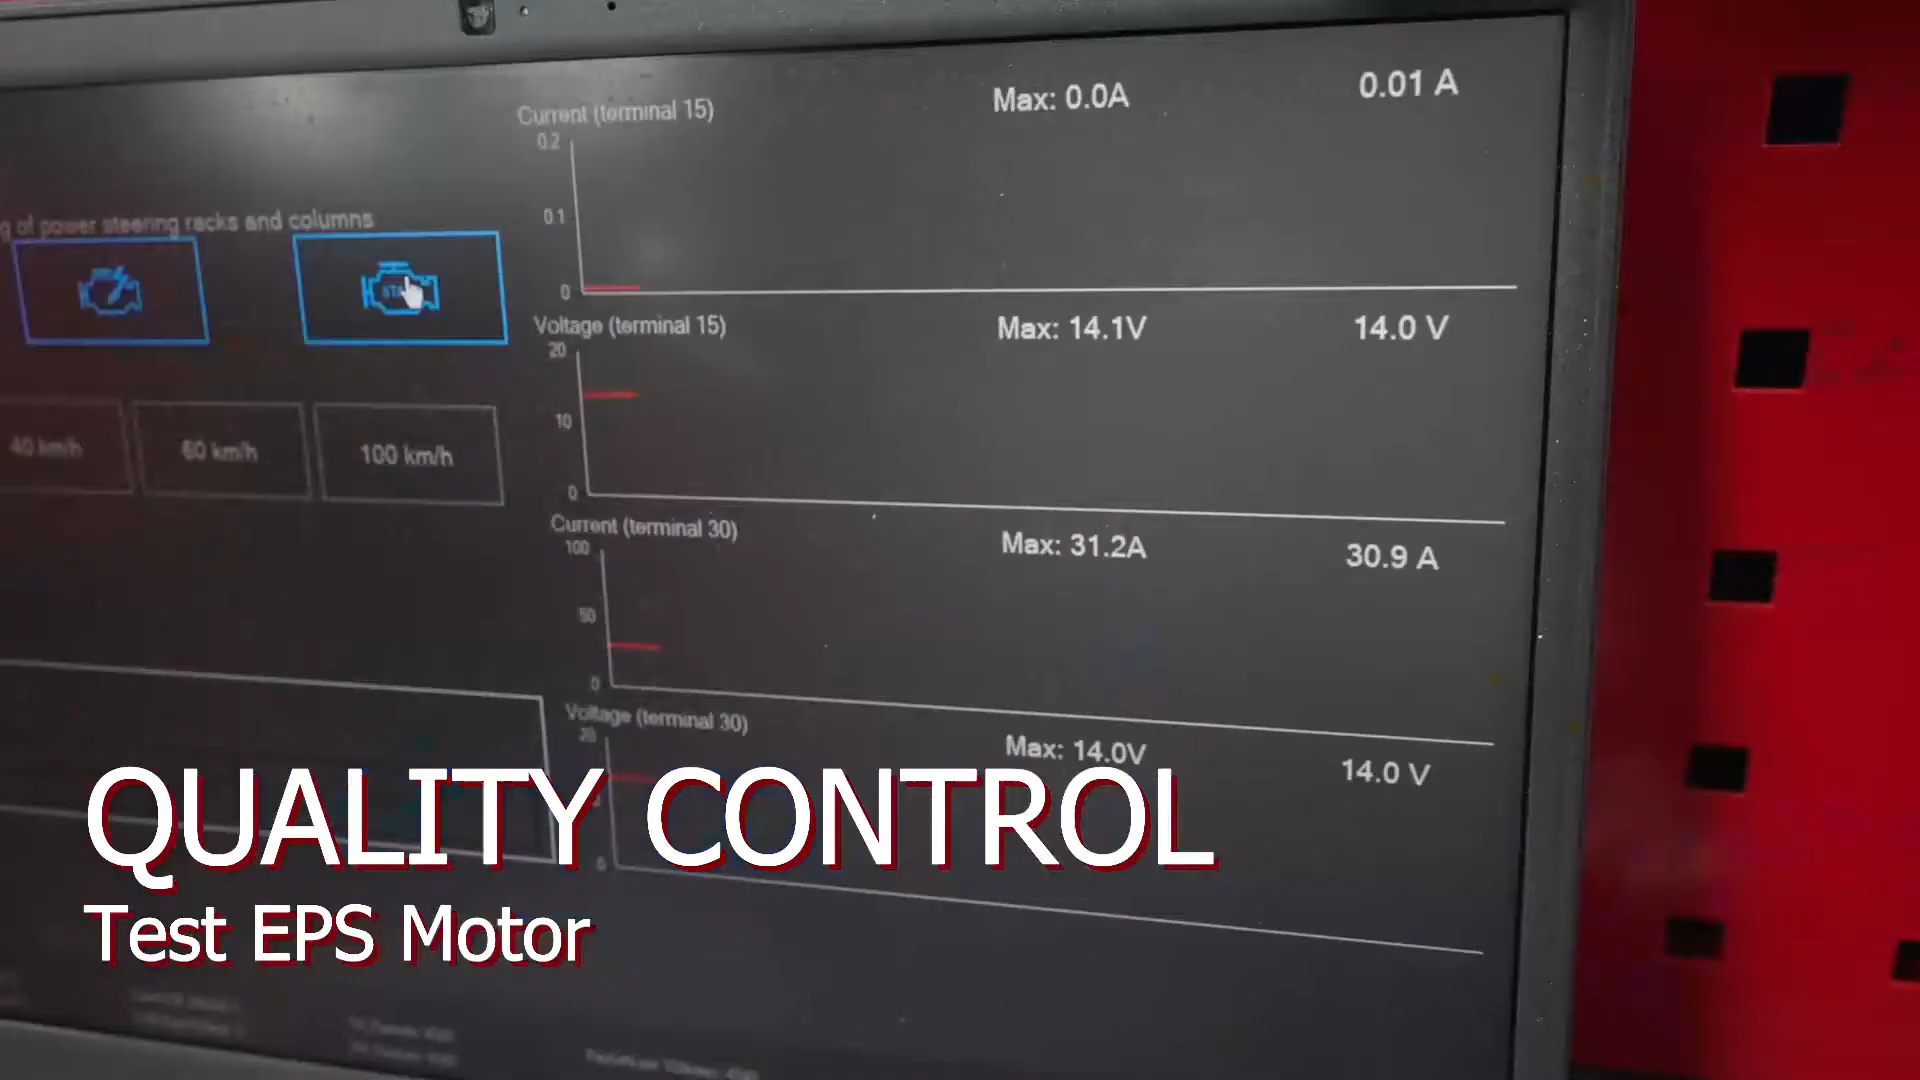 Current (terminal 15)
Max: 0.0A
0.01 A
0.2
0.1
0
g of power steering racks and columns
Voltage (terminal 15)
Max: 14.1V
14.0 V
20
10
0
40 km/h
60 km/h
100 km/h
Current (terminal 30)
Max: 31.2A
30.9 A
100
50
0
Voltage (terminal 30)
Max: 14.0V
14.0 V
20
0
QUALITY CONTROL
Test EPS Motor